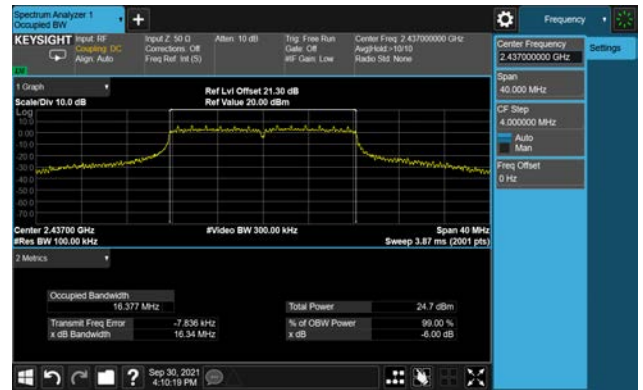 Spectrum Analyzer 1
Occupied BW
+
Frequency
KEYSIGHT
Input: RF
Coupling: DC
Align: Auto
Input Z: 50 Ω
Corrections: Off
Freq Ref: Int (S)
Atten: 10 dB
Trig: Free Run
Gate: Off
#IF Gain: Low
Center Freq: 2.437000000 GHz
Avg|Hold:>10/10
Radio Std: None
Center Frequency
2.437000000 GHz
Settings
Span
40.000 MHz
CF Step
4.000000 MHz
Auto
Man
Freq Offset
0 Hz
1 Graph
Scale/Div 10.0 dB
Ref Lvl Offset 21.30 dB
Ref Value 20.00 dBm
Log
10.0
0.00
-10.0
-20.0
-30.0
-40.0
-50.0
-60.0
-70.0
Center 2.43700 GHz
#Res BW 100.00 kHz
#Video BW 300.00 kHz
Span 40 MHz
Sweep 3.87 ms (2001 pts)
2 Metrics
Occupied Bandwidth
16.377 MHz
Total Power 24.7 dBm
Transmit Freq Error -7.836 kHz
% of OBW Power 99.00 %
x dB Bandwidth 16.34 MHz
x dB -6.00 dB
?
Sep 30, 2021
4:10:19 PM